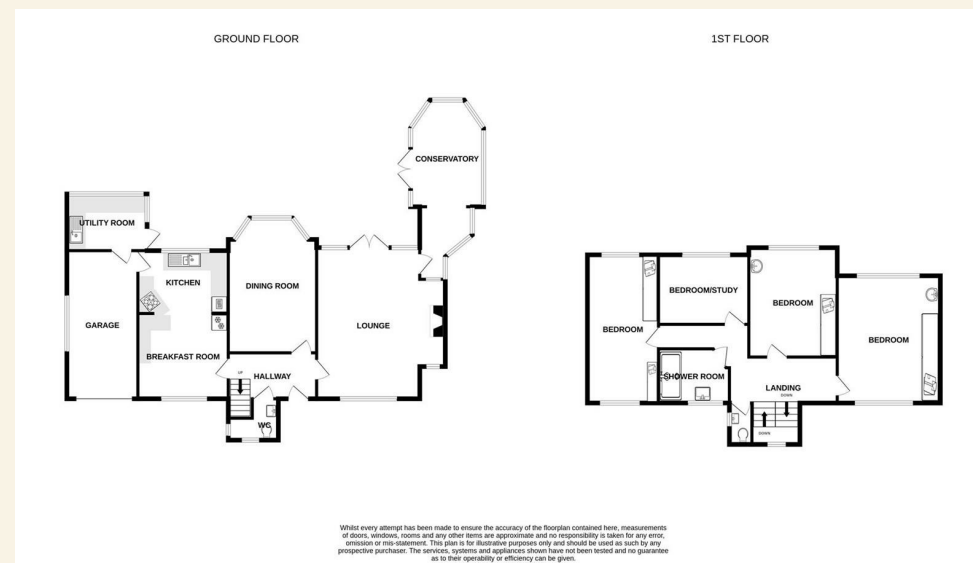 GROUND FLOOR
1ST FLOOR
CONSERVATORY
UTILITY ROOM
KITCHEN
DINING ROOM
BEDROOM/STUDY
BEDROOM
GARAGE
LOUNGE
BEDROOM
BEDROOM
BREAKFAST ROOM
HALLWAY
UP
SHOWER ROOM
LANDING
DOWN
WC
DOWN
Whilst every attempt has been made to ensure the accuracy of the floorplan contained here, measurements
of doors, windows, rooms and any other items are approximate and no responsibility is taken for any error,
omission or mis-statement. This plan is for illustrative purposes only and should be used as such by any
prospective purchaser. The services, systems and appliances shown have not been tested and no guarantee
as to their operability or efficiency can be given.